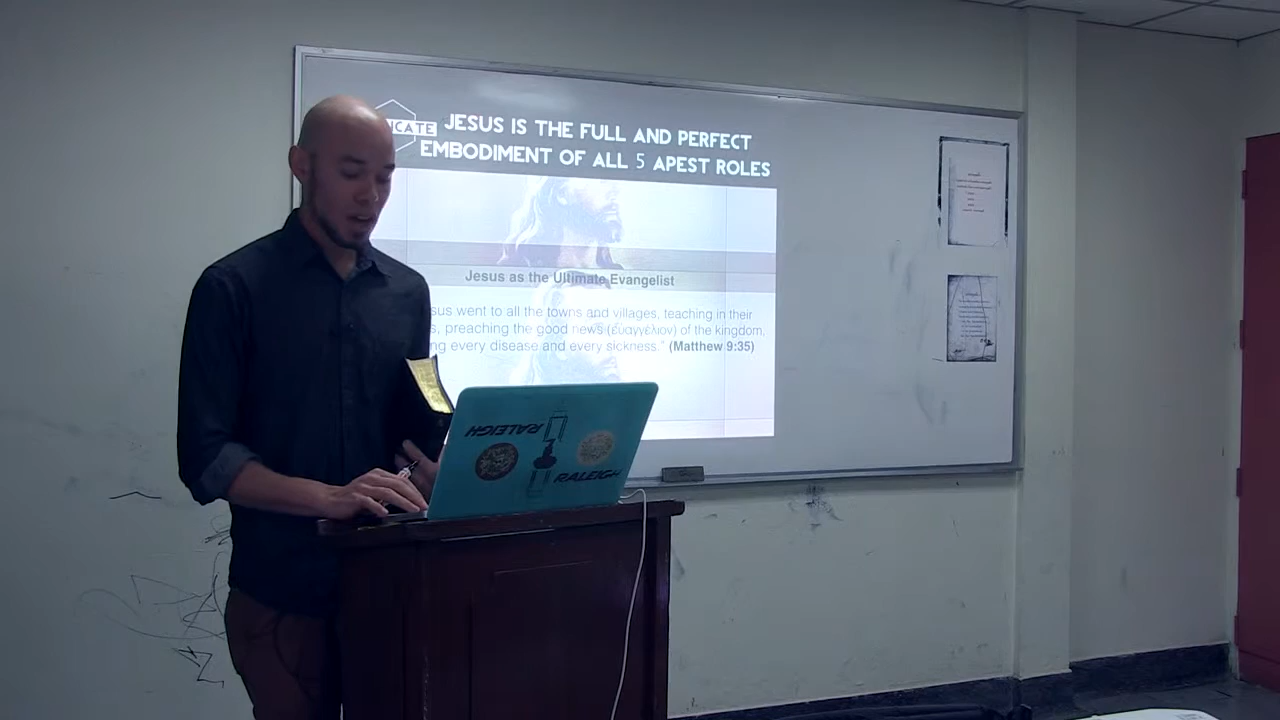 JESUS IS THE FULL AND PERFECT
EMBODIMENT OF ALL 5 APEST ROLES
Jesus as the Ultimate Evangelist
went to all the towns and villages, teaching in their
preaching the good news (εὐαγγέλιον) of the kingdom,
every disease and every sickness." (Matthew 9:35)
RALEIGH
RALEIGH